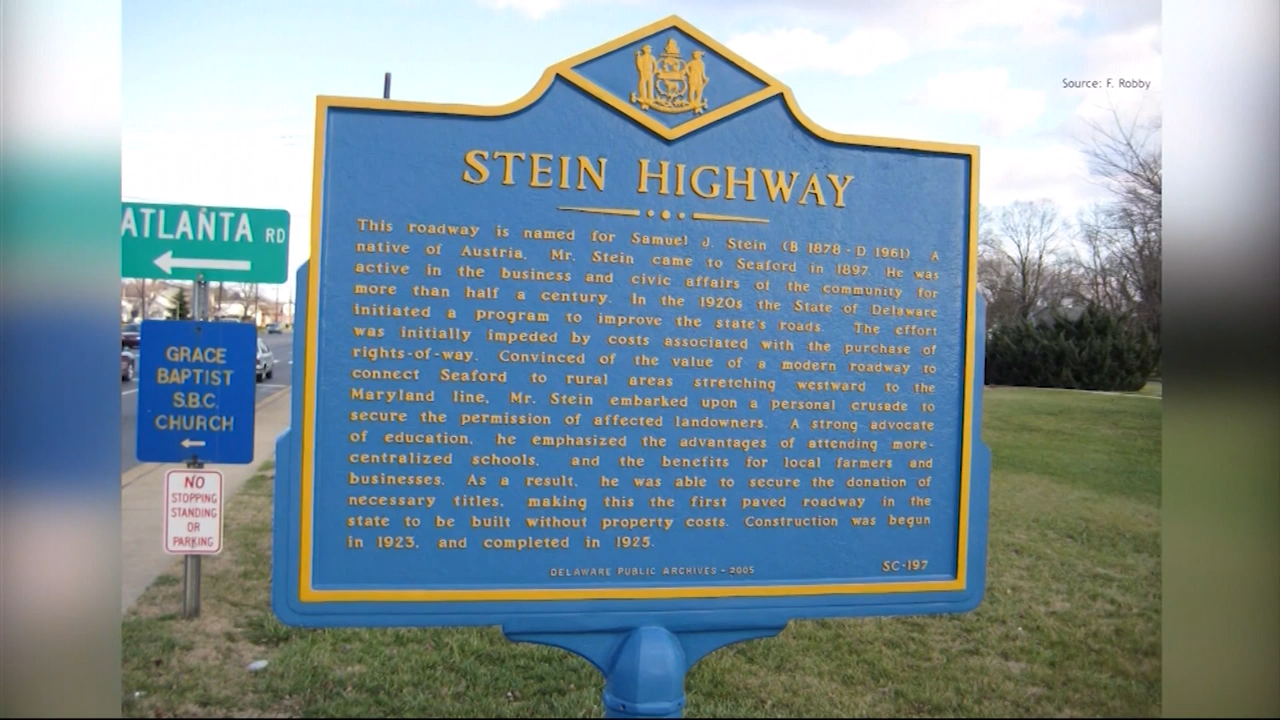 Source: F. Robby
STEIN HIGHWAY
This roadway is named for Samuel J. Stein (B 1878 - D 1961). A
native of Austria, Mr. Stein came to Seaford in 1897. He was
active in the business and civic affairs of the community for
more than half a century. In the 1920s the State of Delaware
initiated a program to improve the state's roads. The effort
was initially impeded by costs associated with the purchase of
rights-of-way. Convinced of the value of a modern roadway to
connect Seaford to rural areas stretching westward to the
Maryland line, Mr. Stein embarked upon a personal crusade to
secure the permission of affected landowners. A strong advocate
of education, he emphasized the advantages of attending more-
centralized schools, and the benefits for local farmers and
businesses. As a result, he was able to secure the donation of
necessary titles, making this the first paved roadway in the
state to be built without property costs. Construction was begun
in 1923, and completed in 1925.
DELAWARE PUBLIC ARCHIVES - 2005
SC-197
ATLANTA RD
GRACE
BAPTIST
S.B.C.
CHURCH
NO
STOPPING
STANDING
OR
PARKING